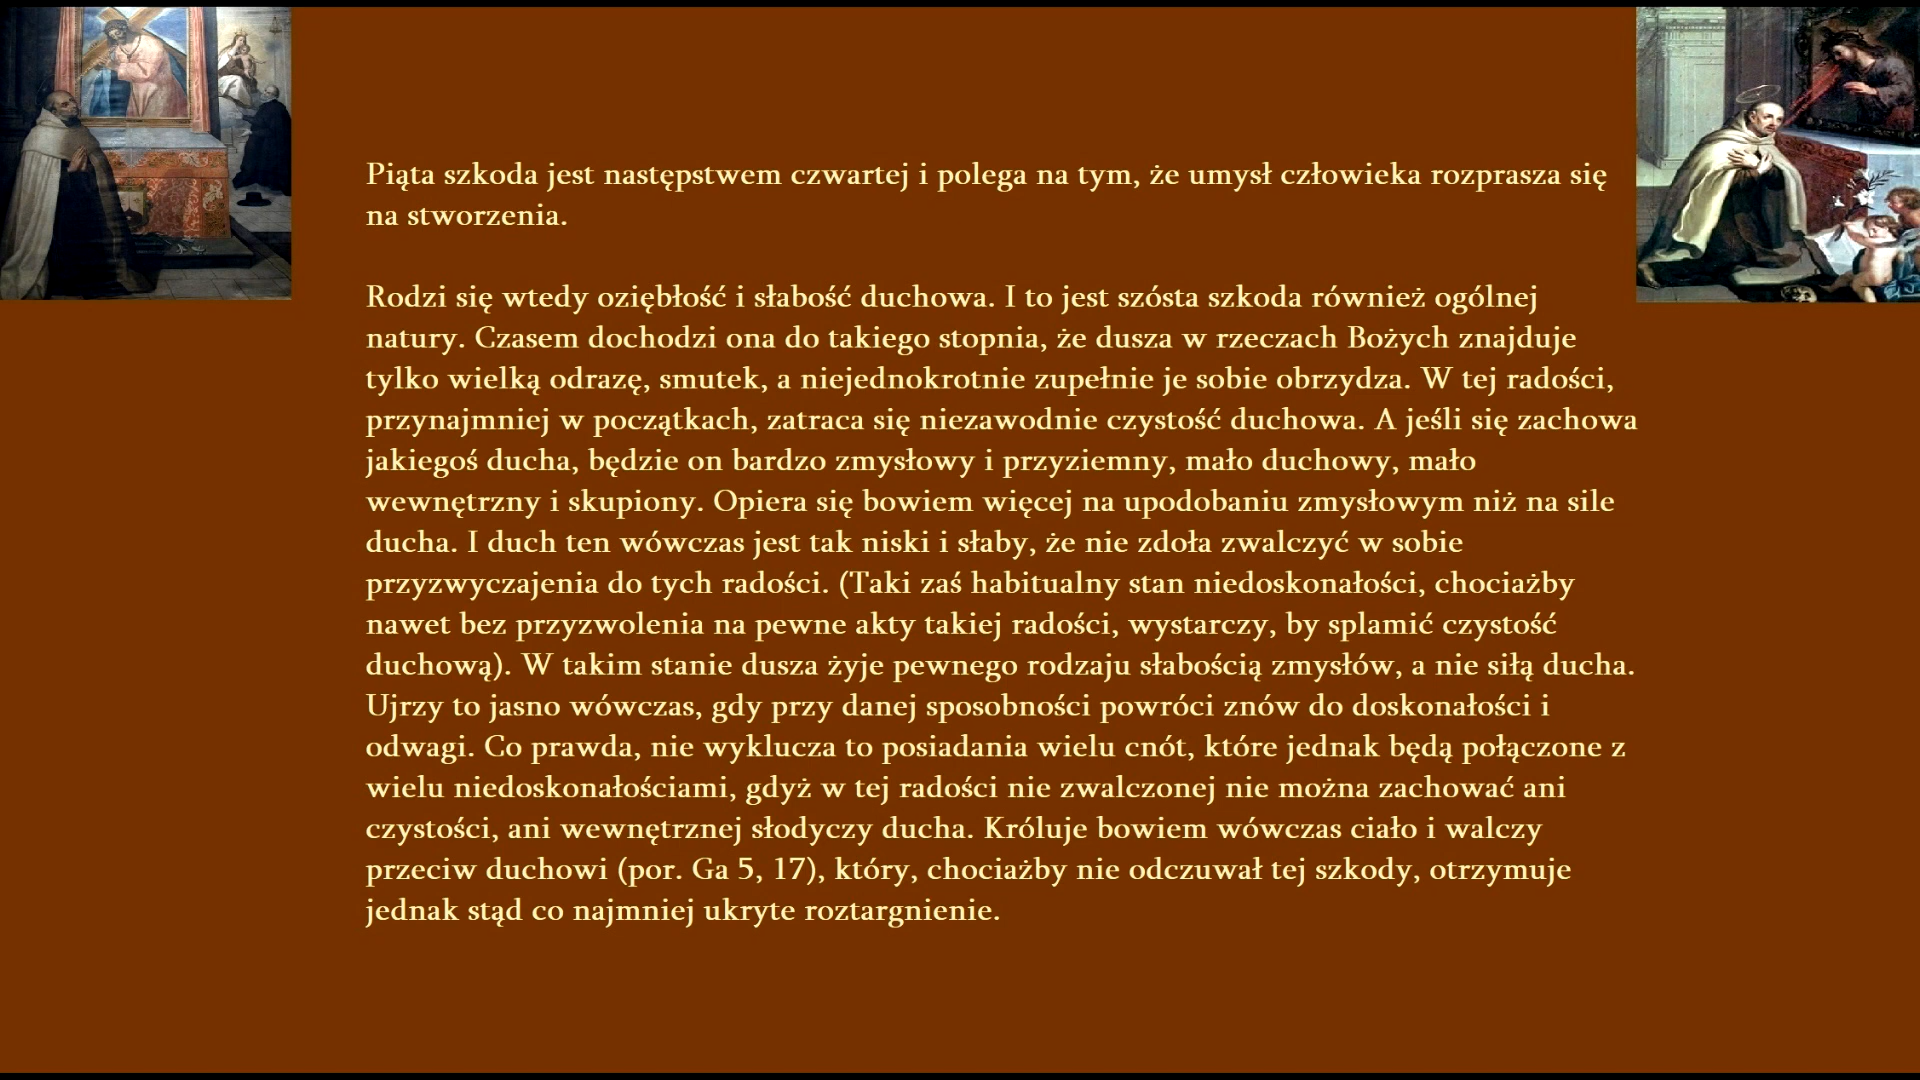 Piąta szkoda jest następstwem czwartej i polega na tym, że umysł człowieka rozprasza się
na stworzenia.
Rodzi się wtedy oziębłość i słabość duchowa. I to jest szósta szkoda również ogólnej
natury. Czasem dochodzi ona do takiego stopnia, że dusza w rzeczach Bożych znajduje
tylko wielką odrazę, smutek, a niejednokrotnie zupełnie je sobie obrzydza. W tej radości,
przynajmniej w początkach, zatraca się niezawodnie czystość duchowa. A jeśli się zachowa
jakiegoś ducha, będzie on bardzo zmysłowy i przyziemny, mało duchowy, mało
wewnętrzny i skupiony. Opiera się bowiem więcej na upodobaniu zmysłowym niż na sile
ducha. I duch ten wówczas jest tak niski i słaby, że nie zdoła zwalczyć w sobie
przyzwyczajenia do tych radości. (Taki zaś habitualny stan niedoskonałości, chociażby
nawet bez przyzwolenia na pewne akty takiej radości, wystarczy, by splamić czystość
duchową). W takim stanie dusza żyje pewnego rodzaju słabością zmysłów, a nie siłą ducha.
Ujrzy to jasno wówczas, gdy przy danej sposobności powróci znów do doskonałości i
odwagi. Co prawda, nie wyklucza to posiadania wielu cnót, które jednak będą połączone z
wielu niedoskonałościami, gdyż w tej radości nie zwalczonej nie można zachować ani
czystości, ani wewnętrznej słodyczy ducha. Króluje bowiem wówczas ciało i walczy
przeciw duchowi (por. Ga 5, 17), który, chociażby nie odczuwał tej szkody, otrzymuje
jednak stąd co najmniej ukryte roztargnienie.